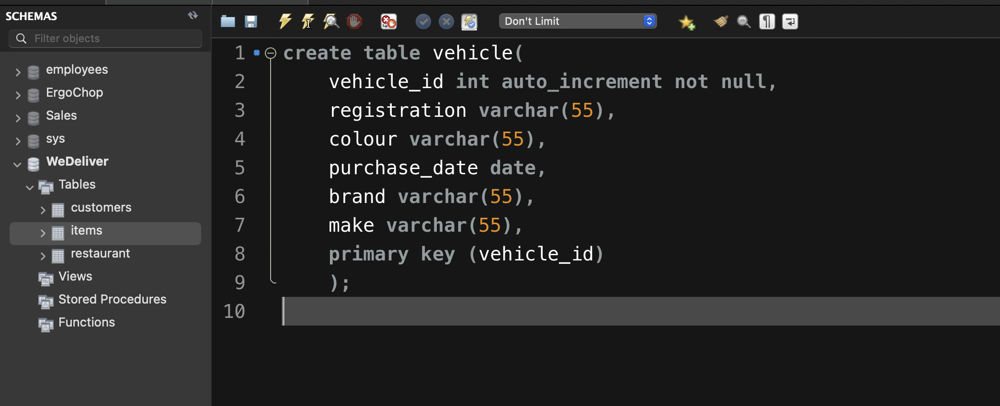 SCHEMAS
Filter objects
employees
ErgoChop
Sales
sys
WeDeliver
Tables
customers
items
restaurant
Views
Stored Procedures
Functions
Don't Limit
1 create table vehicle(
2 vehicle_id int auto_increment not null,
3 registration varchar(55),
4 colour varchar(55),
5 purchase_date date,
6 brand varchar(55),
7 make varchar(55),
8 primary key (vehicle_id)
9 );
10